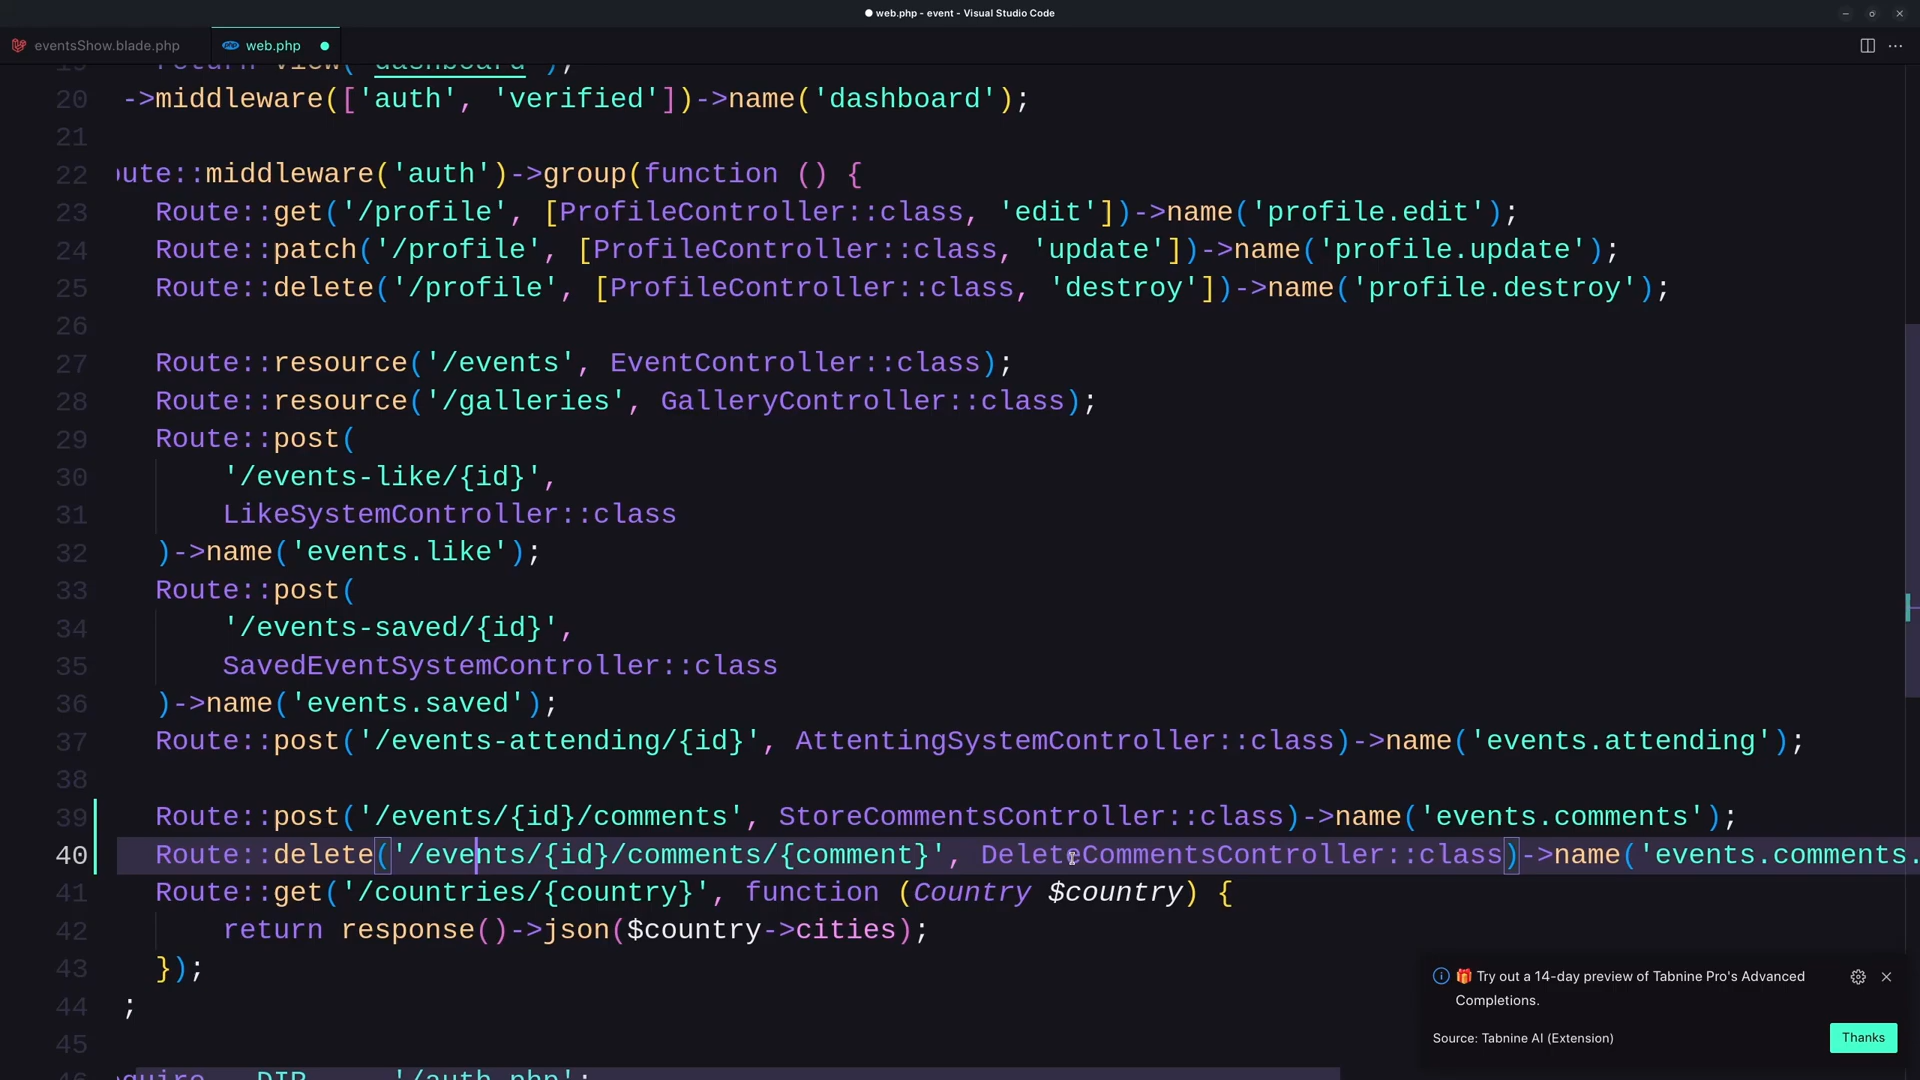 web.php - event - Visual Studio Code
eventsShow.blade.php
web.php
return view('dashboard');
20 ->middleware(['auth', 'verified'])->name('dashboard');
21
22 oute::middleware('auth')->group(function () {
23 Route::get('/profile', [ProfileController::class, 'edit'])->name('profile.edit');
24 Route::patch('/profile', [ProfileController::class, 'update'])->name('profile.update');
25 Route::delete('/profile', [ProfileController::class, 'destroy'])->name('profile.destroy');
26
27 Route::resource('/events', EventController::class);
28 Route::resource('/galleries', GalleryController::class);
29 Route::post(
30 '/events-like/{id}',
31 LikeSystemController::class
32 )->name('events.like');
33 Route::post(
34 '/events-saved/{id}',
35 SavedEventSystemController::class
36 )->name('events.saved');
37 Route::post('/events-attending/{id}', AttentingSystemController::class)->name('events.attending');
38
39 Route::post('/events/{id}/comments', StoreCommentsController::class)->name('events.comments');
40 Route::delete('/events/{id}/comments/{comment}', DeleteCommentsController::class)->name('events.comments.
41 Route::get('/countries/{country}', function (Country $country) {
42 return response()->json($country->cities);
43 });
44 ;
45
Try out a 14-day preview of Tabnine Pro's Advanced
Completions.
Source: Tabnine AI (Extension)
Thanks